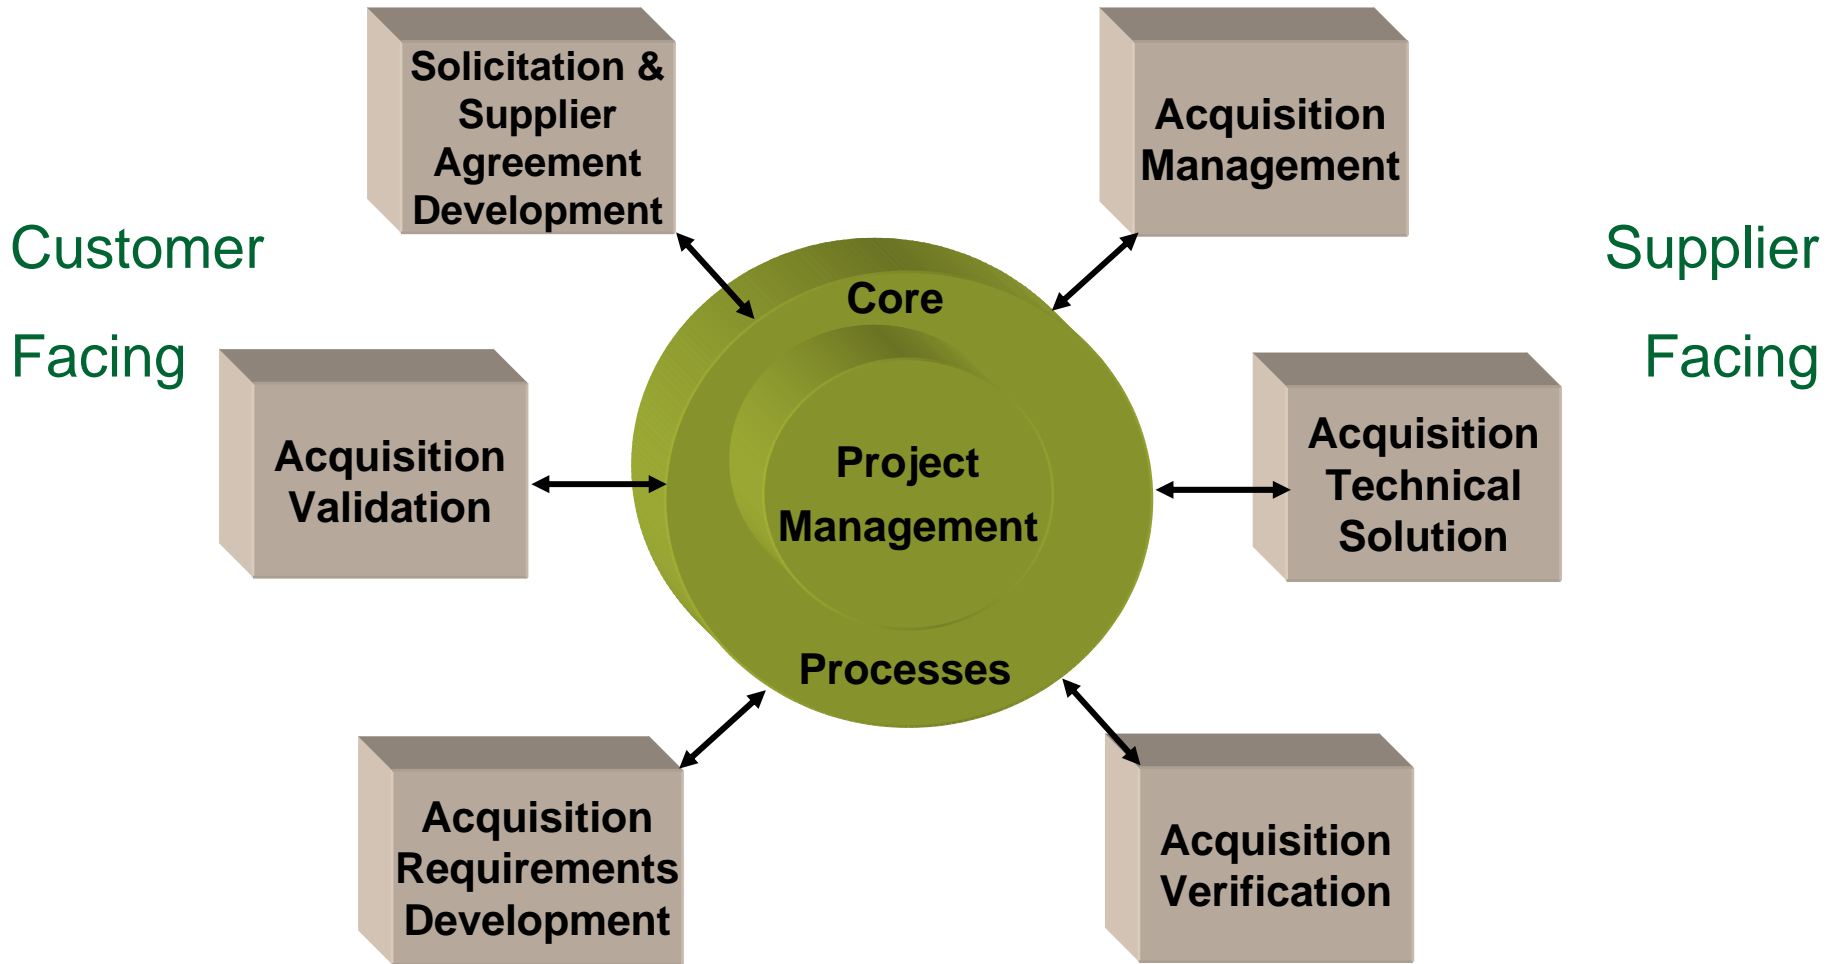 Solicitation &
Supplier
Agreement
Development
Acquisition
Management
Customer
Facing
Supplier
Facing
Core
Project
Management
Processes
Acquisition
Validation
Acquisition
Technical
Solution
Acquisition
Requirements
Development
Acquisition
Verification